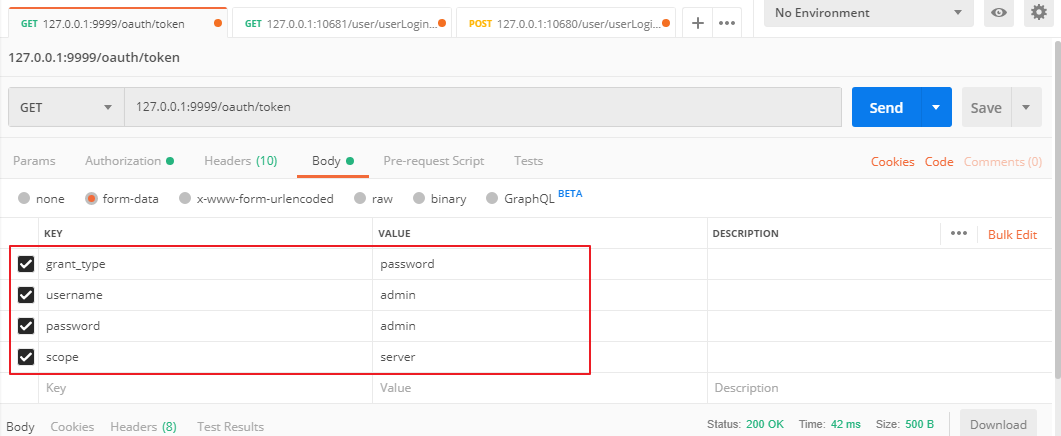 GET 127.0.0.1:9999/oauth/token GET 127.0.0.1:10681/user/userLogin... POST 127.0.0.1:10680/user/userLogi... + ••• No Environment
127.0.0.1:9999/oauth/token
GET 127.0.0.1:9999/oauth/token Send Save
Params Authorization Headers (10) Body Pre-request Script Tests Cookies Code Comments (0)
none form-data x-www-form-urlencoded raw binary GraphQL BETA
KEY VALUE DESCRIPTION ••• Bulk Edit
grant_type password
username admin
password admin
scope server
Key Value Description
Body Cookies Headers (8) Test Results Status: 200 OK Time: 42 ms Size: 500 B Download